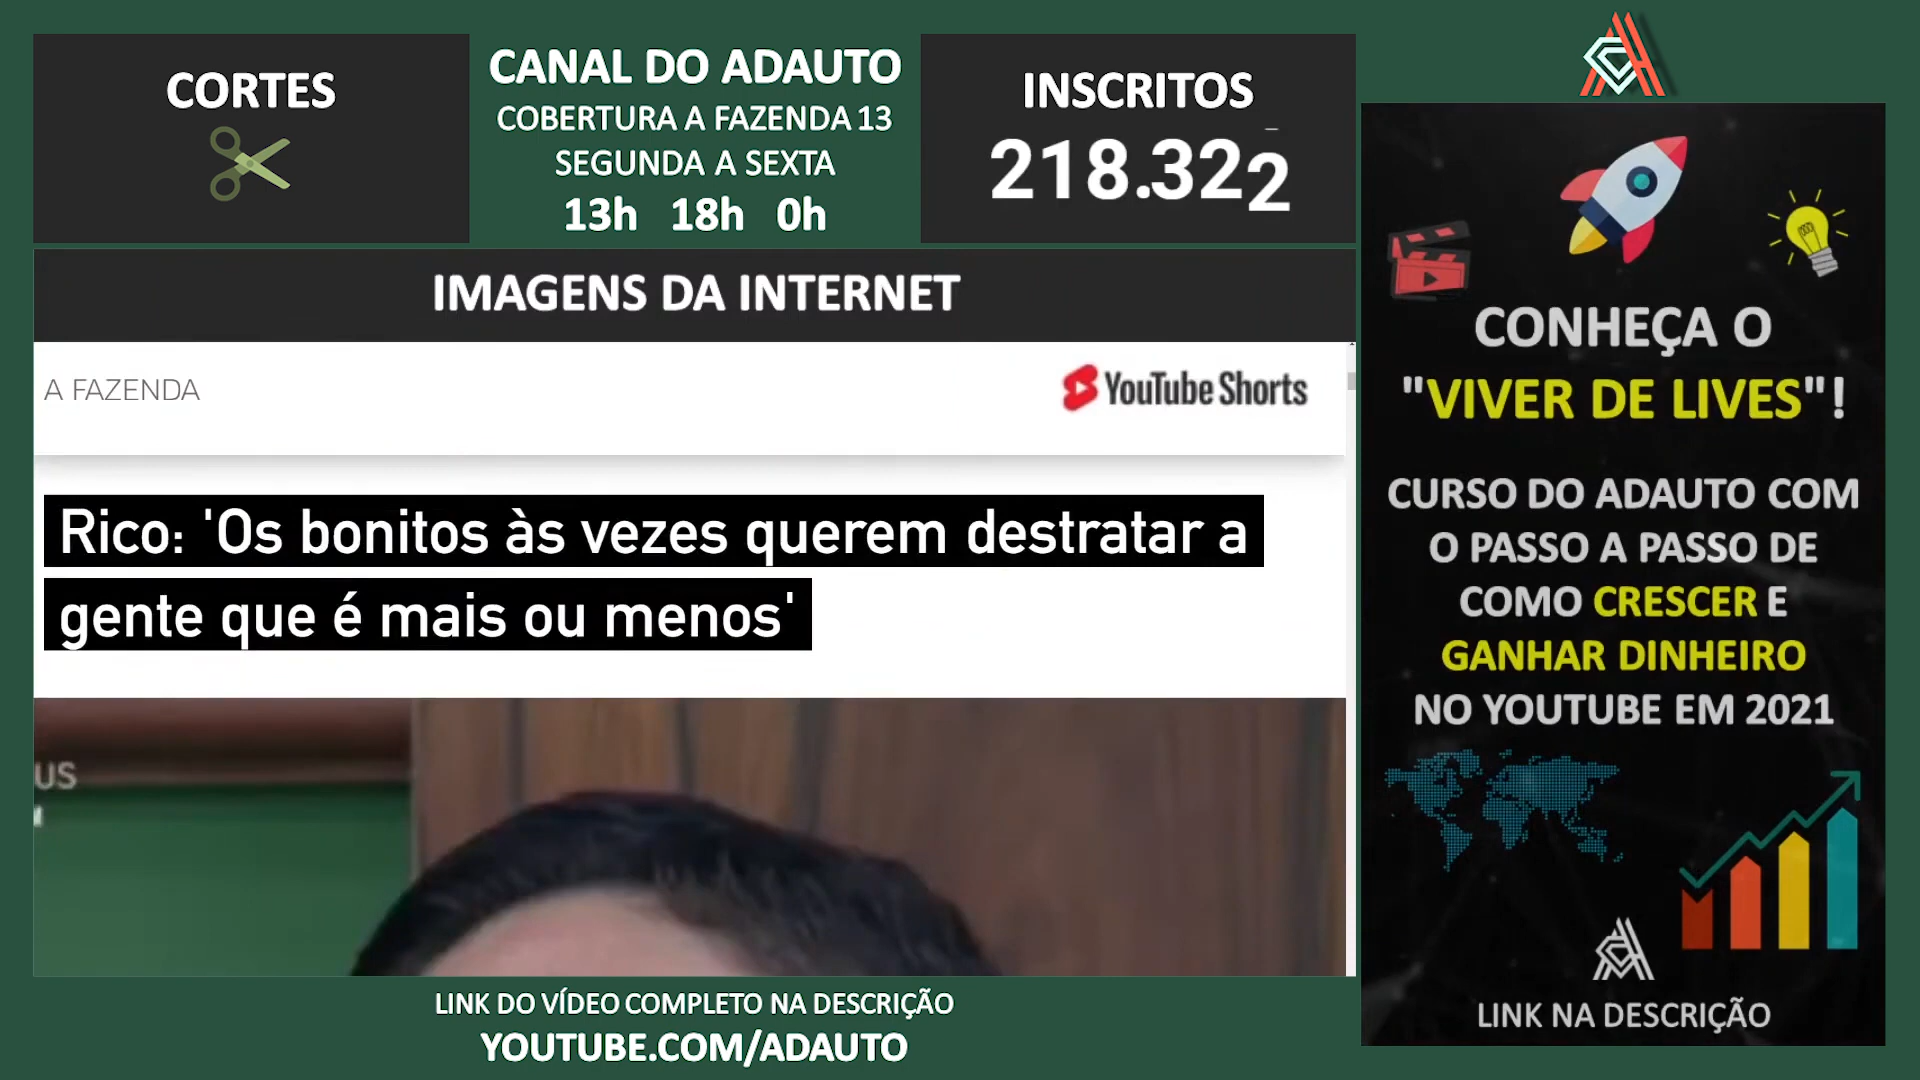 CORTES
CANAL DO ADAUTO
COBERTURA A FAZENDA 13
SEGUNDA A SEXTA
13h 18h 0h
INSCRITOS
218.322
IMAGENS DA INTERNET
A FAZENDA
YouTube Shorts
Rico: 'Os bonitos às vezes querem destratar a
gente que é mais ou menos'
US
LINK DO VÍDEO COMPLETO NA DESCRIÇÃO
YOUTUBE.COM/ADAUTO
CONHEÇA O
"VIVER DE LIVES"!
CURSO DO ADAUTO COM
O PASSO A PASSO DE
COMO CRESCER E
GANHAR DINHEIRO
NO YOUTUBE EM 2021
LINK NA DESCRIÇÃO